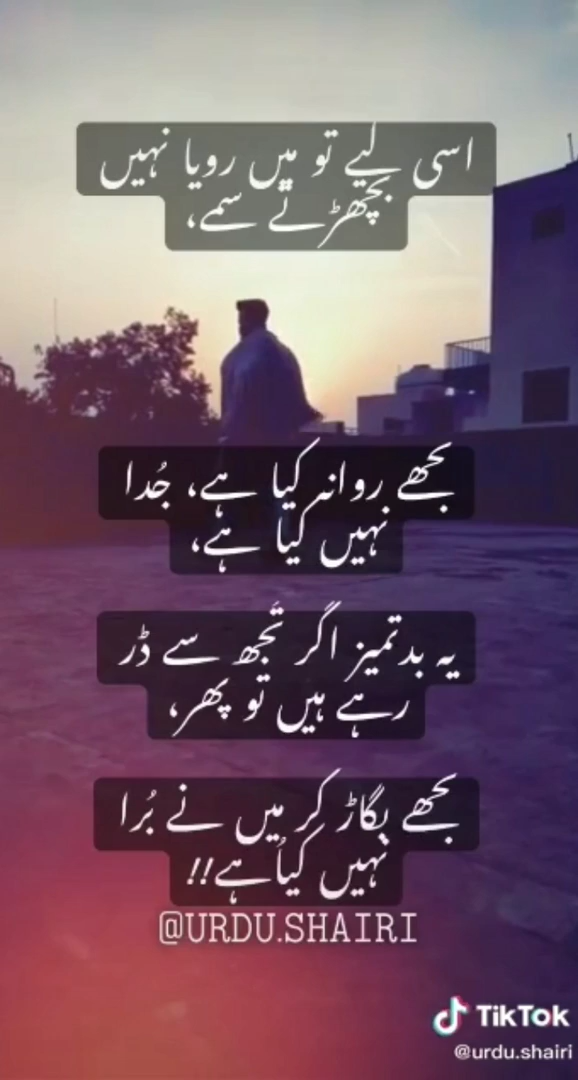 اسی لیے تو میں رویا نہیں
بچھڑتے سمے،
تجھے روانہ کیا ہے، جُدا
نہیں کیا ہے،
یہ بدتمیز اگر تُجھ سے ڈر
رہے ہیں تو پھر،
تجھے بگاڑ کر میں نے بُرا
نہیں کیا ہے!!
@URDU.SHAIRI
TikTok
@urdu.shairi